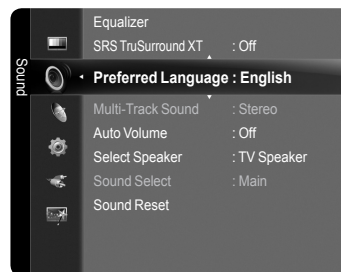 Sound
Equalizer
SRS TruSurround XT : Off
Preferred Language : English
Multi-Track Sound : Stereo
Auto Volume : Off
Select Speaker : TV Speaker
Sound Select : Main
Sound Reset